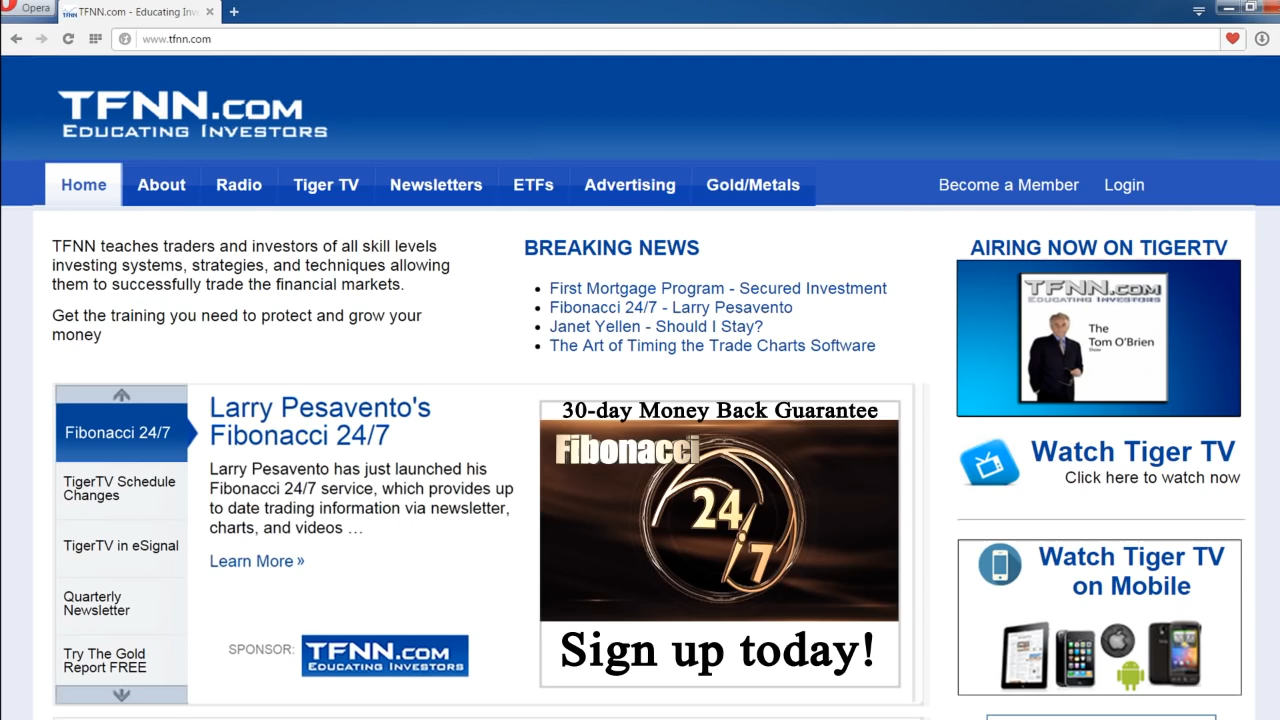 Opera
TFNN.com - Educating Inv
www.tfnn.com
TFNN.COM
EDUCATING INVESTORS
Home
About
Radio
Tiger TV
Newsletters
ETFs
Advertising
Gold/Metals
Become a Member
Login
TFNN teaches traders and investors of all skill levels
investing systems, strategies, and techniques allowing
them to successfully trade the financial markets.
Get the training you need to protect and grow your
money
BREAKING NEWS
First Mortgage Program - Secured Investment
Fibonacci 24/7 - Larry Pesavento
Janet Yellen - Should I Stay?
The Art of Timing the Trade Charts Software
AIRING NOW ON TIGERTV
TFNN.COM
EDUCATING INVESTORS
The
Tom O'Brien
Show
Watch Tiger TV
Click here to watch now
Watch Tiger TV
on Mobile
Fibonacci 24/7
TigerTV Schedule
Changes
TigerTV in eSignal
Quarterly
Newsletter
Try The Gold
Report FREE
Larry Pesavento's
Fibonacci 24/7
Larry Pesavento has just launched his
Fibonacci 24/7 service, which provides up
to date trading information via newsletter,
charts, and videos …
Learn More »
SPONSOR:
TFNN.COM
EDUCATING INVESTORS
30-day Money Back Guarantee
Fibonacci
24/7
Sign up today!